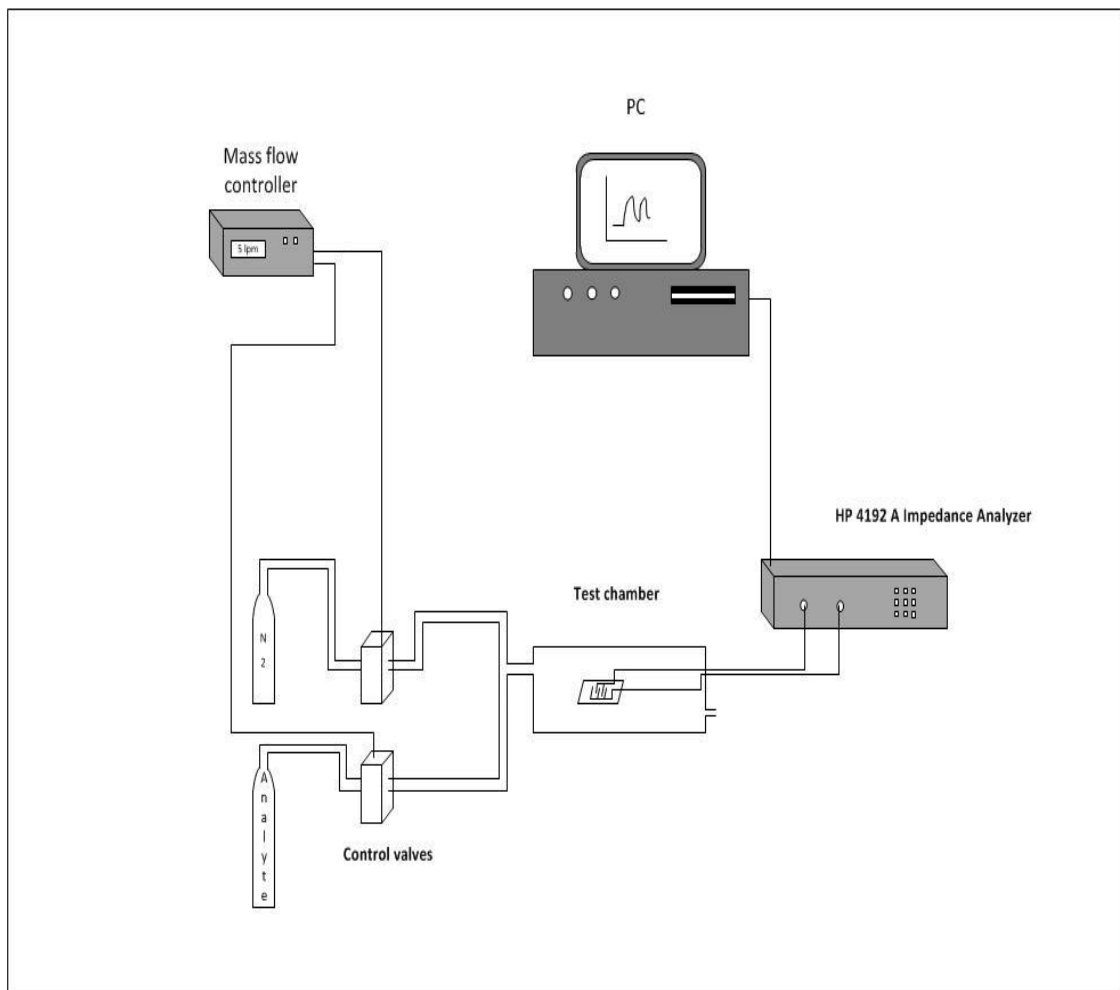 PC
Mass flow
controller
5 lpm
HP 4192 A Impedance Analyzer
Test chamber
N
2
Control valves
A
n
a
l
y
t
e